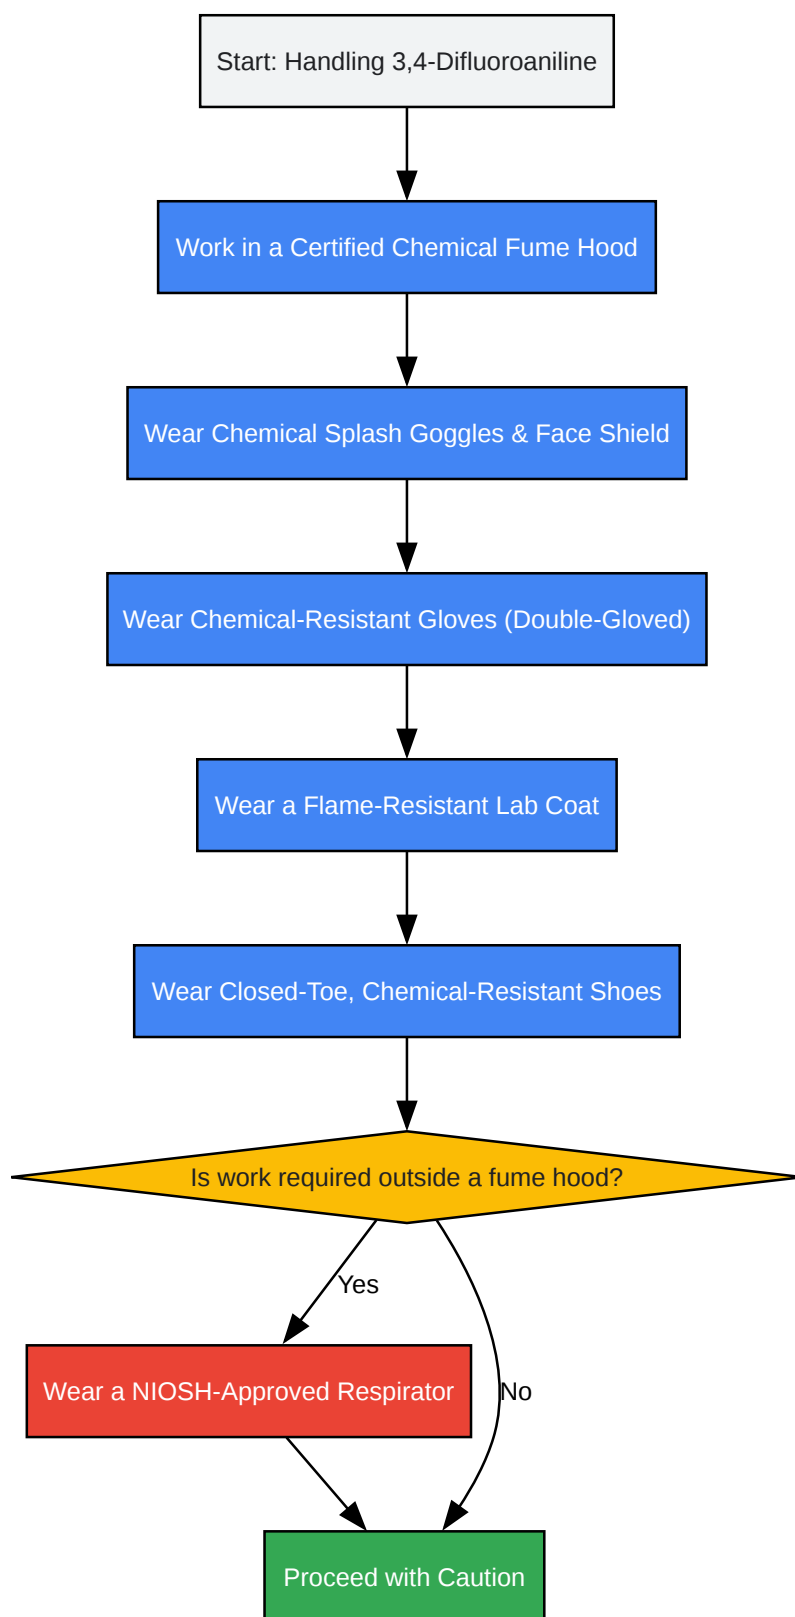 Start: Handling 3,4-Difluoroaniline
Work in a Certified Chemical Fume Hood
Wear Chemical Splash Goggles & Face Shield
Wear Chemical-Resistant Gloves (Double-Gloved)
Wear a Flame-Resistant Lab Coat
Wear Closed-Toe, Chemical-Resistant Shoes
Is work required outside a fume hood?
Yes
Wear a NIOSH-Approved Respirator
No
Proceed with Caution